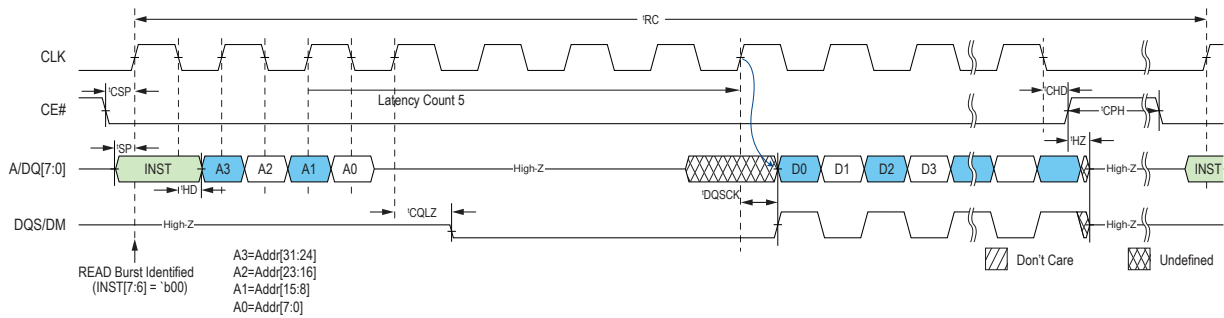 tRC
CLK
tCSP
Latency Count 5
tCHD
CE#
tCPH
tSP
tHZ
A/DQ[7:0]
INST
A3
A2
A1
A0
High-Z
D0
D1
D2
D3
High-Z
INST
tHD
tDQSCK
tCQLZ
DQS/DM
High-Z
High-Z
READ Burst Identified
(INST[7:6] = `b00)
A3=Addr[31:24]
A2=Addr[23:16]
A1=Addr[15:8]
A0=Addr[7:0]
Don't Care
Undefined